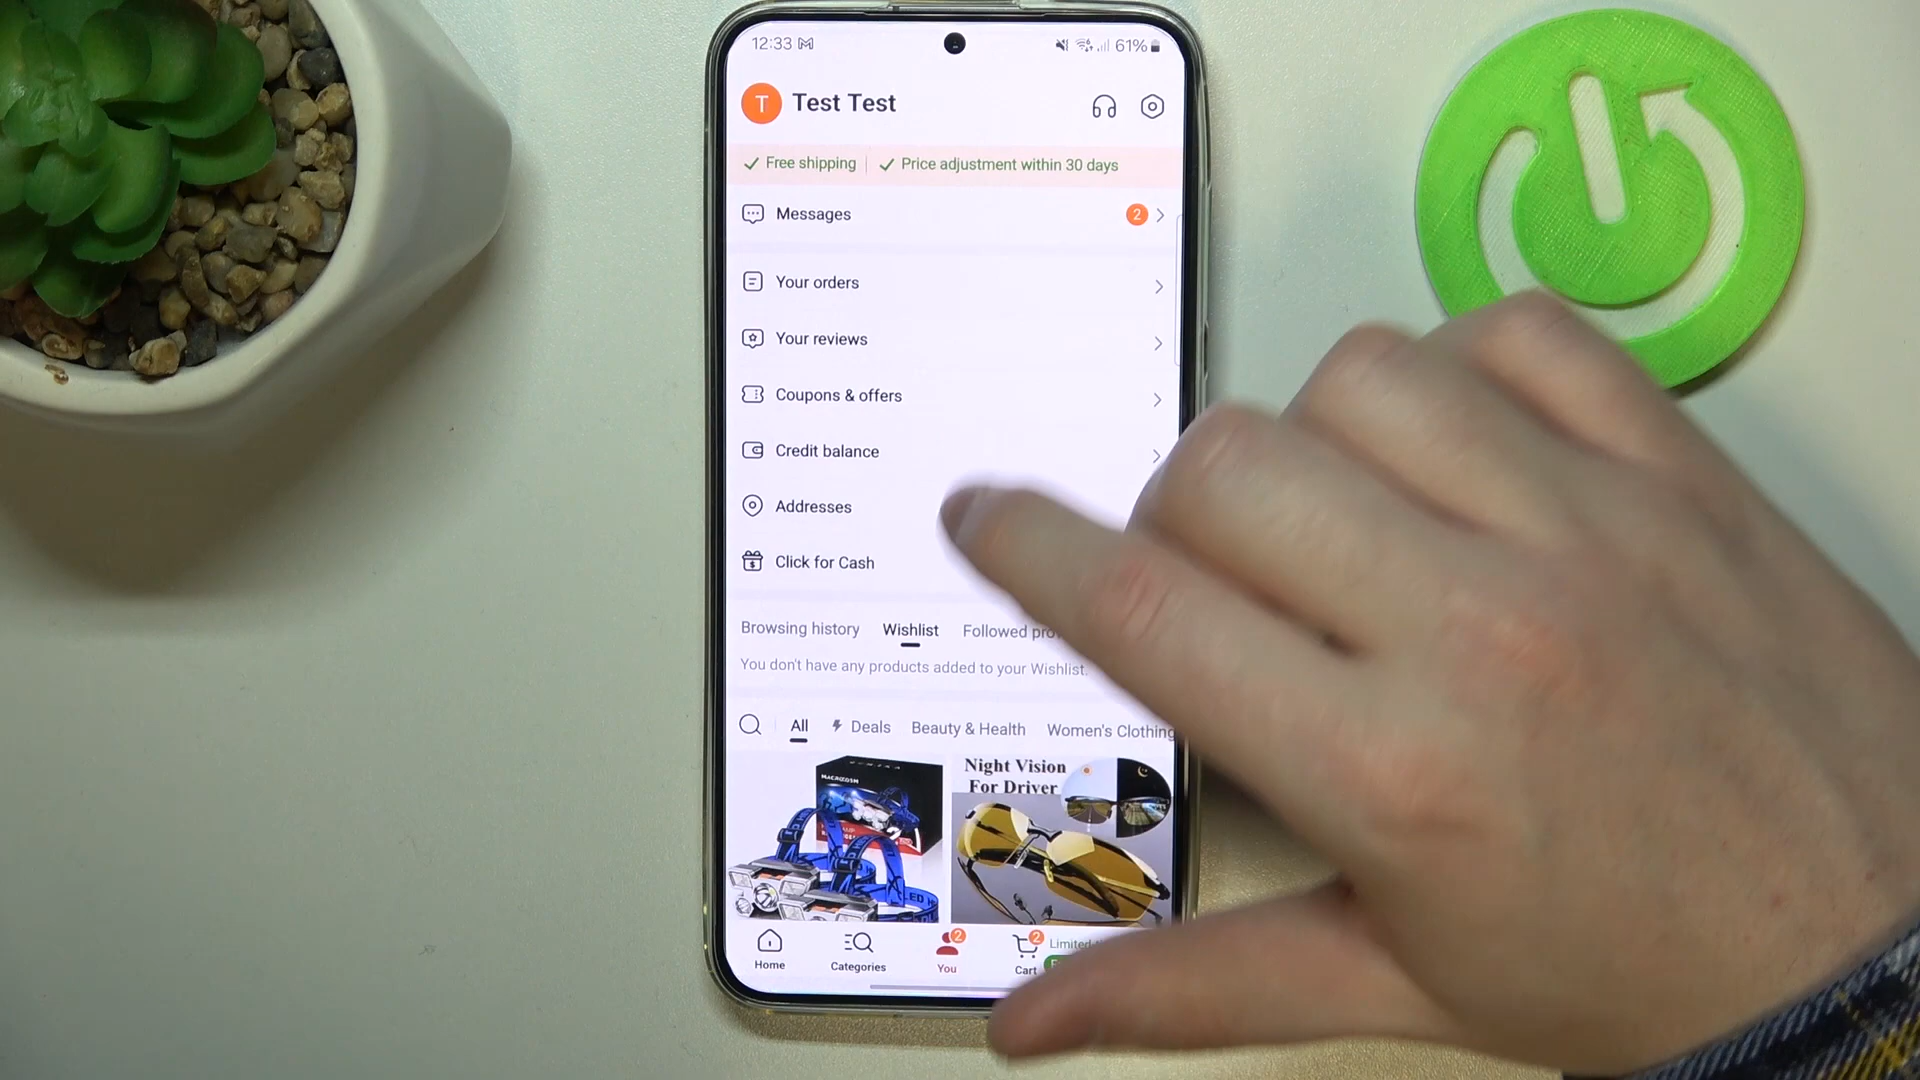 12:33
61%
T Test Test
Free shipping Price adjustment within 30 days
Messages 2
Your orders
Your reviews
Coupons & offers
Credit balance
Addresses
Click for Cash
Browsing history Wishlist Followed
You don't have any products added to your Wishlist.
All Deals Beauty & Health Women's Clothing
MACROCOSM
Night Vision
For Driver
2 2 Limited
Home Categories You Cart